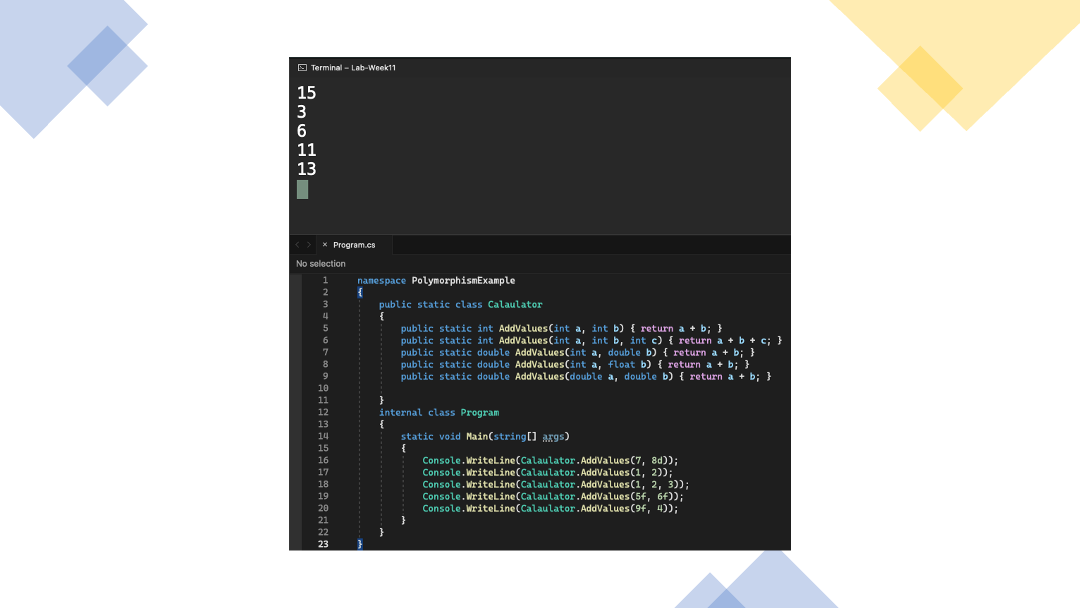 Terminal – Lab-Week11
15
3
6
11
13
Program.cs
No selection
1 namespace PolymorphismExample
2 {
3 public static class Calaulator
4 {
5 public static int AddValues(int a, int b) { return a + b; }
6 public static int AddValues(int a, int b, int c) { return a + b + c; }
7 public static double AddValues(int a, double b) { return a + b; }
8 public static double AddValues(int a, float b) { return a + b; }
9 public static double AddValues(double a, double b) { return a + b; }
10
11 }
12 internal class Program
13 {
14 static void Main(string[] args)
15 {
16 Console.WriteLine(Calaulator.AddValues(7, 8d));
17 Console.WriteLine(Calaulator.AddValues(1, 2));
18 Console.WriteLine(Calaulator.AddValues(1, 2, 3));
19 Console.WriteLine(Calaulator.AddValues(5f, 6f));
20 Console.WriteLine(Calaulator.AddValues(9f, 4));
21 }
22 }
23 }